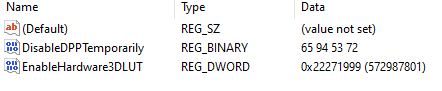 Name Type Data
(Default) REG_SZ (value not set)
DisableDPPTemporarily REG_BINARY 65 94 53 72
EnableHardware3DLUT REG_DWORD 0x22271999 (572987801)